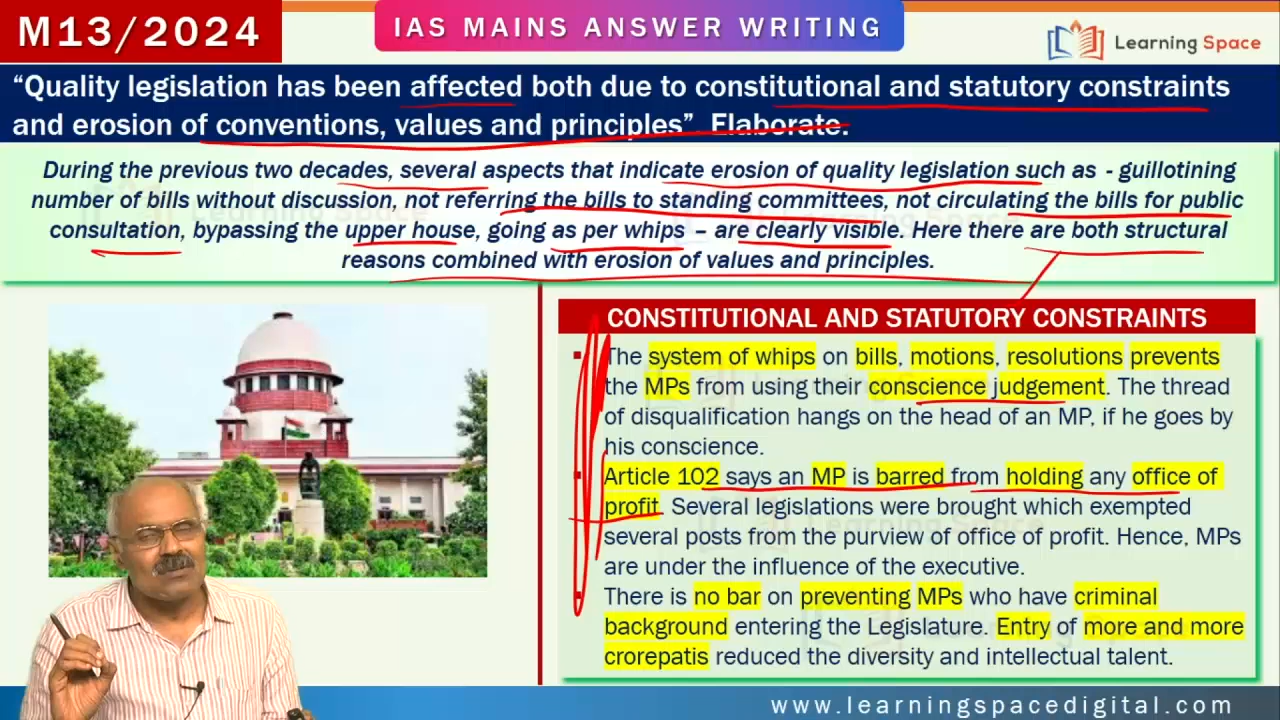 M13/2024
IAS MAINS ANSWER WRITING
Learning Space
“Quality legislation has been affected both due to constitutional and statutory constraints
and erosion of conventions, values and principles”. Elaborate.
During the previous two decades, several aspects that indicate erosion of quality legislation such as - guillotining
number of bills without discussion, not referring the bills to standing committees, not circulating the bills for public
consultation, bypassing the upper house, going as per whips – are clearly visible. Here there are both structural
reasons combined with erosion of values and principles.
CONSTITUTIONAL AND STATUTORY CONSTRAINTS
▪ The system of whips on bills, motions, resolutions prevents
the MPs from using their conscience judgement. The thread
of disqualification hangs on the head of an MP, if he goes by
his conscience.
▪ Article 102 says an MP is barred from holding any office of
profit. Several legislations were brought which exempted
several posts from the purview of office of profit. Hence, MPs
are under the influence of the executive.
▪ There is no bar on preventing MPs who have criminal
background entering the Legislature. Entry of more and more
crorepatis reduced the diversity and intellectual talent.
www.learningspacedigital.com